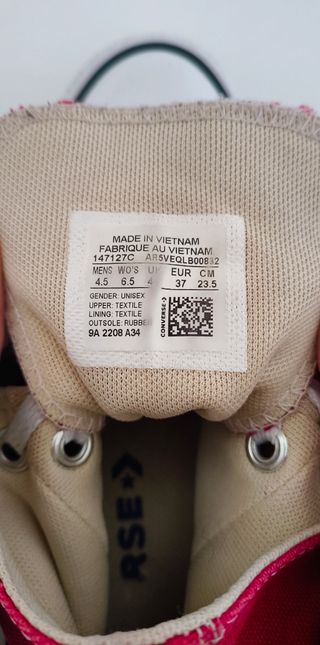 MADE IN VIETNAM
FABRIQUE AU VIETNAM
147127C AR5VEQLB00832
MENS WO'S UK EUR CM
4.5 6.5 4 37 23.5
GENDER: UNISEX
UPPER: TEXTILE
LINING: TEXTILE
OUTSOLE: RUBBER
9A 2208 A34
CONVERSE
RSE